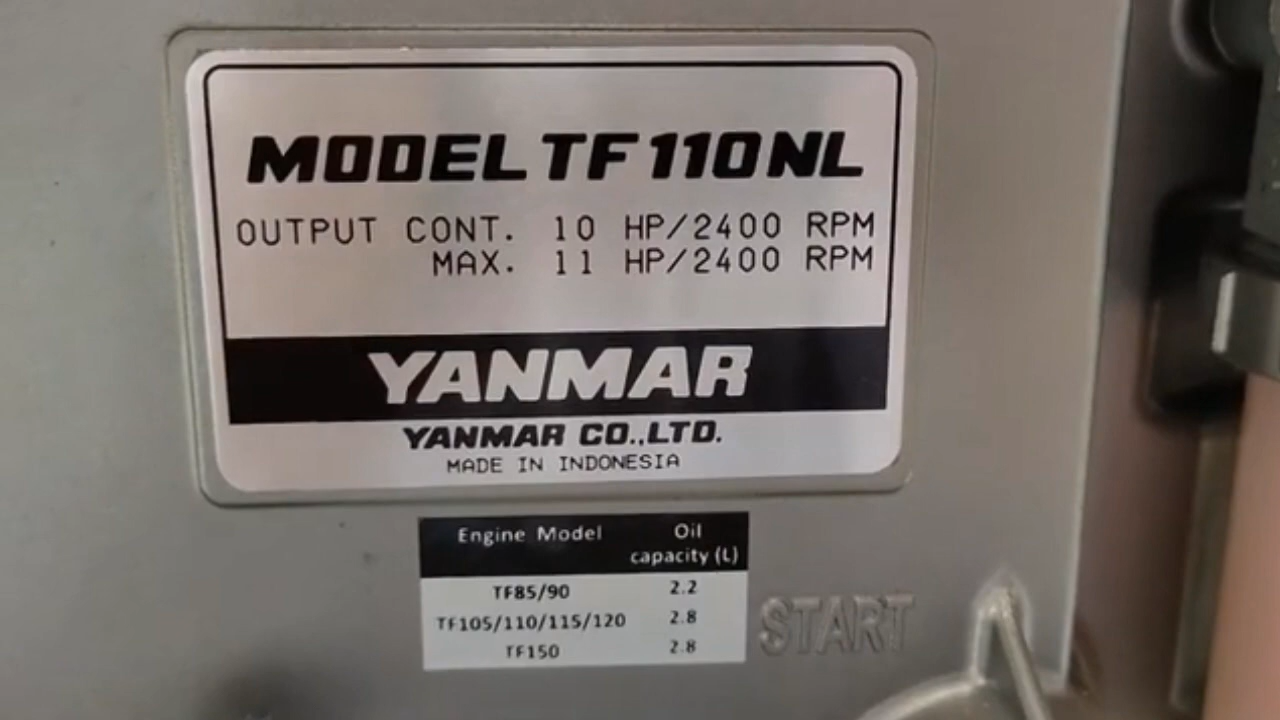 MODEL TF110NL
OUTPUT CONT. 10 HP/2400 RPM
MAX. 11 HP/2400 RPM
YANMAR
YANMAR CO.,LTD.
MADE IN INDONESIA
Engine Model Oil capacity (L)
TF85/90 2.2
TF105/110/115/120 2.8
TF150 2.8
START